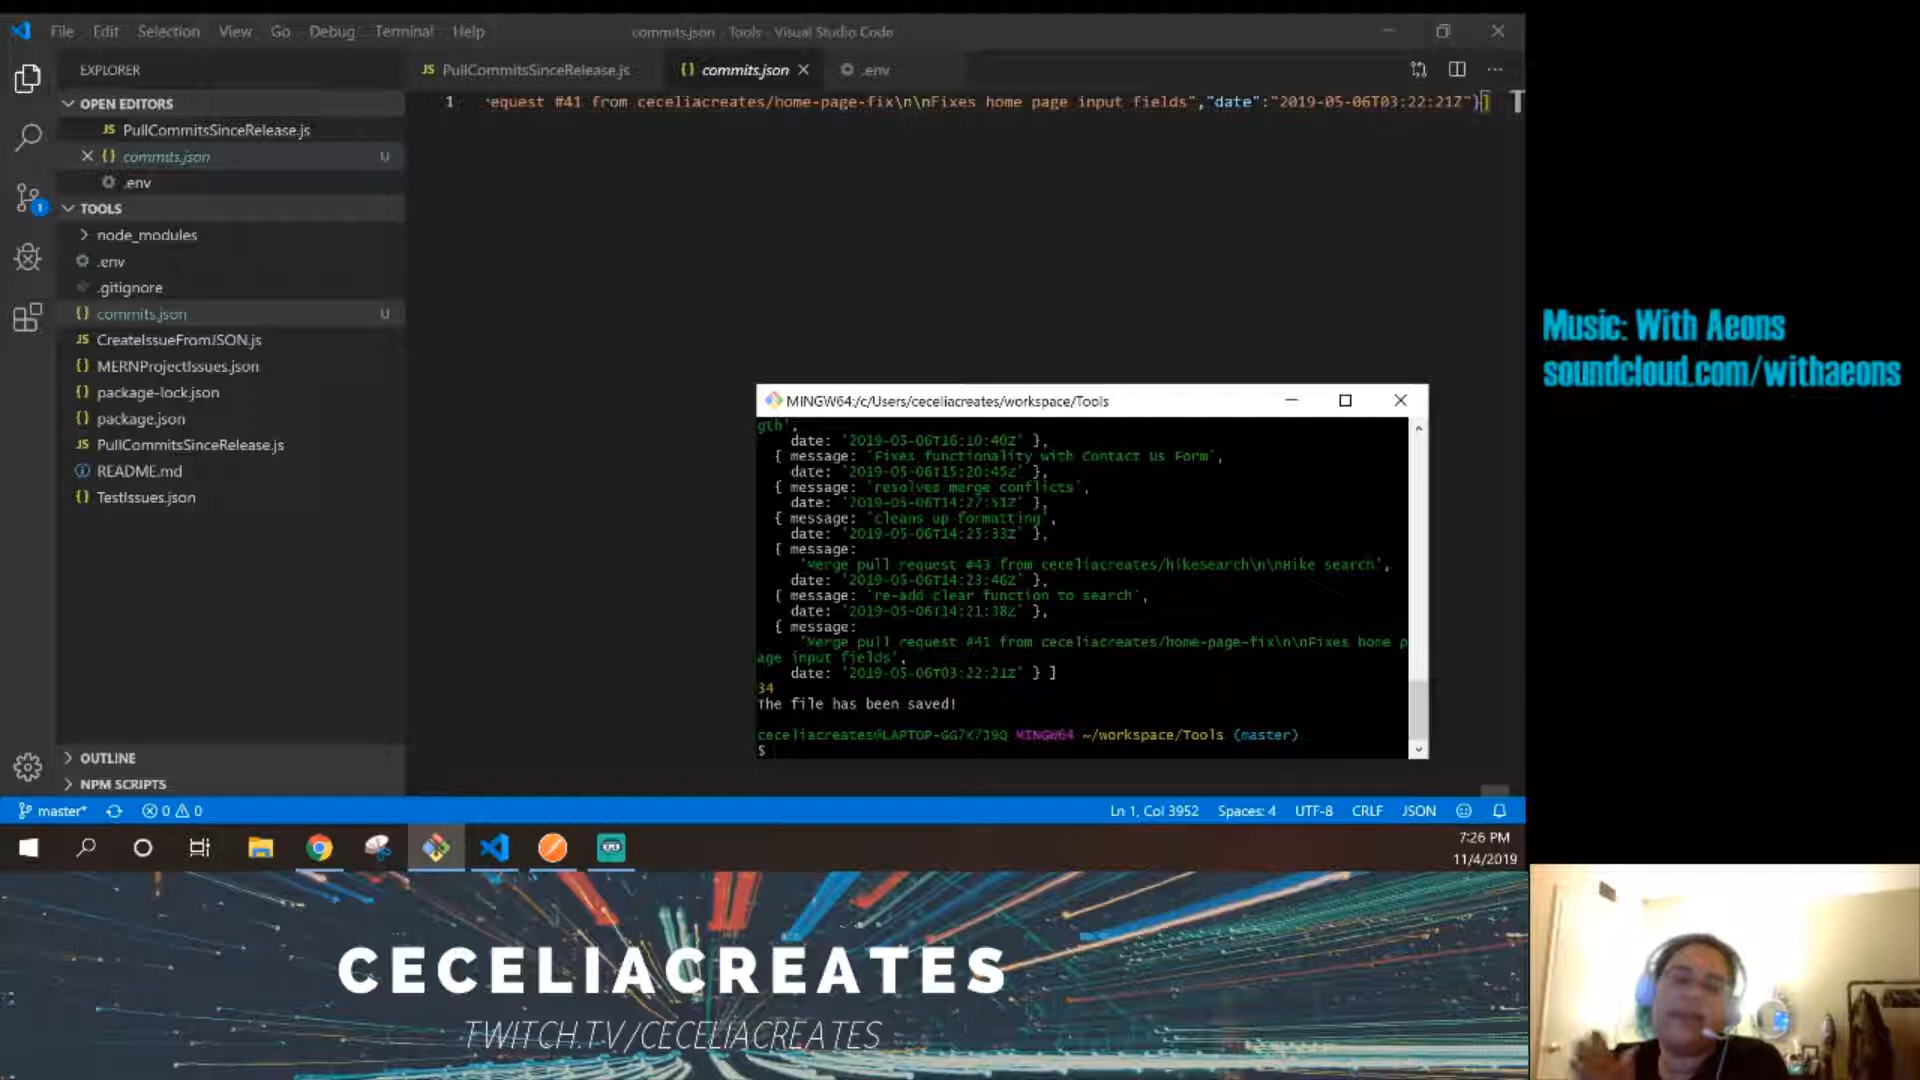 File Edit Selection View Go Debug Terminal Help
commits.json - Tools - Visual Studio Code
EXPLORER
JS PullCommitsSinceRelease.js
{} commits.json
.env
OPEN EDITORS
JS PullCommitsSinceRelease.js
{} commits.json U
.env
TOOLS
node_modules
.env
.gitignore
{} commits.json U
JS CreateIssueFromJSON.js
{} MERNProjectIssues.json
{} package-lock.json
{} package.json
JS PullCommitsSinceRelease.js
README.md
{} TestIssues.json
OUTLINE
NPM SCRIPTS
1 request #41 from ceceliacreates/home-page-fix\n\nFixes home page input fields","date":"2019-05-06T03:22:21Z"}]
MINGW64:/c/Users/ceceliacreates/workspace/Tools
gth',
date: '2019-05-06T16:10:40Z' },
{ message: 'Fixes functionality with Contact Us Form',
date: '2019-05-06T15:20:45Z' },
{ message: 'resolves merge conflicts',
date: '2019-05-06T14:27:51Z' },
{ message: 'cleans up formatting',
date: '2019-05-06T14:25:33Z' },
{ message:
'Merge pull request #43 from ceceliacreates/hikesearch\n\nHike search',
date: '2019-05-06T14:23:46Z' },
{ message: 're-add clear function to search',
date: '2019-05-06T14:21:38Z' },
{ message:
'Merge pull request #41 from ceceliacreates/home-page-fix\n\nFixes home p
age input fields',
date: '2019-05-06T03:22:21Z' } ]
34
The file has been saved!
ceceliacreates@LAPTOP-GG7K7J9Q MINGW64 ~/workspace/Tools (master)
$
master* 0 0
Ln 1, Col 3952 Spaces: 4 UTF-8 CRLF JSON
7:26 PM
11/4/2019
Music: With Aeons
soundcloud.com/withaeons
CECELIACREATES
TWITCH.TV/CECELIACREATES